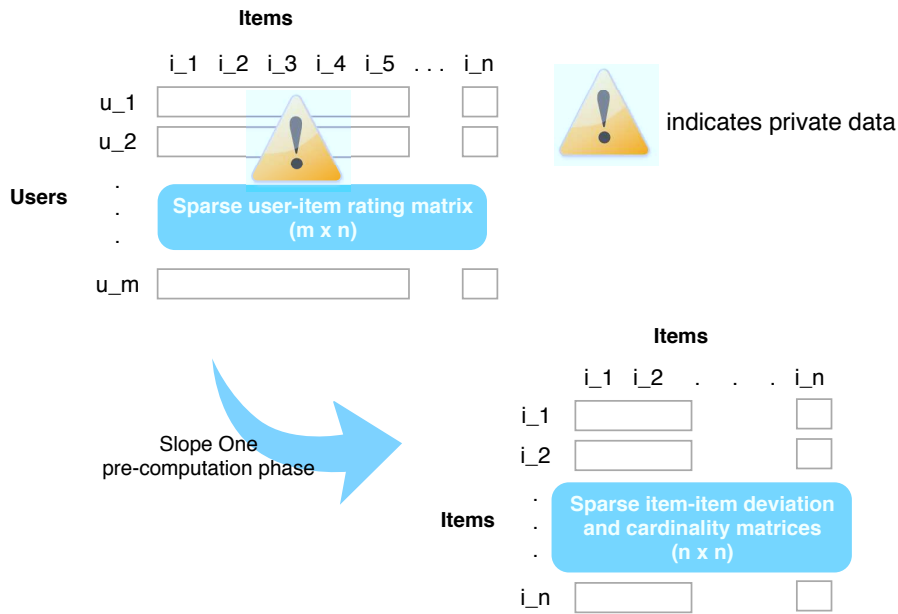 Items
i_1 i_2 i_3 i_4 i_5 . . . i_n
u_1
u_2
indicates private data
Users
.
.
.
Sparse user-item rating matrix
(m x n)
u_m
Items
i_1 i_2 . . . i_n
i_1
i_2
Slope One
pre-computation phase
Items
.
.
.
Sparse item-item deviation
and cardinality matrices
(n x n)
i_n